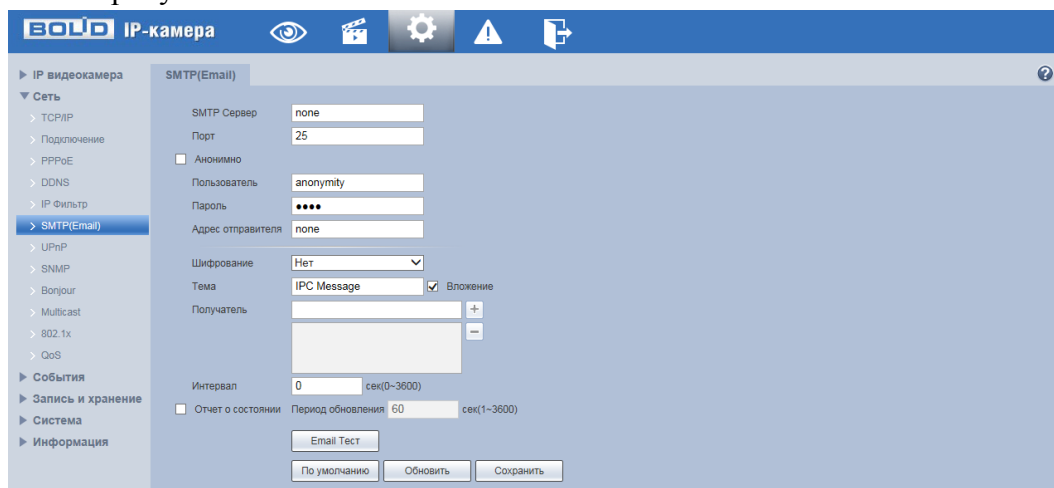 BOLID IP-камера
IP видеокамера
Сеть
TCP/IP
Подключение
PPPoE
DDNS
IP Фильтр
SMTP(Email)
UPnP
SNMP
Bonjour
Multicast
802.1x
QoS
События
Запись и хранение
Система
Информация
SMTP(Email)
?
SMTP Сервер none
Порт 25
Анонимно
Пользователь anonymity
Пароль ●●●●
Адрес отправителя none
Шифрование Нет
Тема IPC Message Вложение
Получатель +
−
Интервал 0 сек(0~3600)
Отчет о состоянии Период обновления 60 сек(1~3600)
Email Тест
По умолчанию Обновить Сохранить